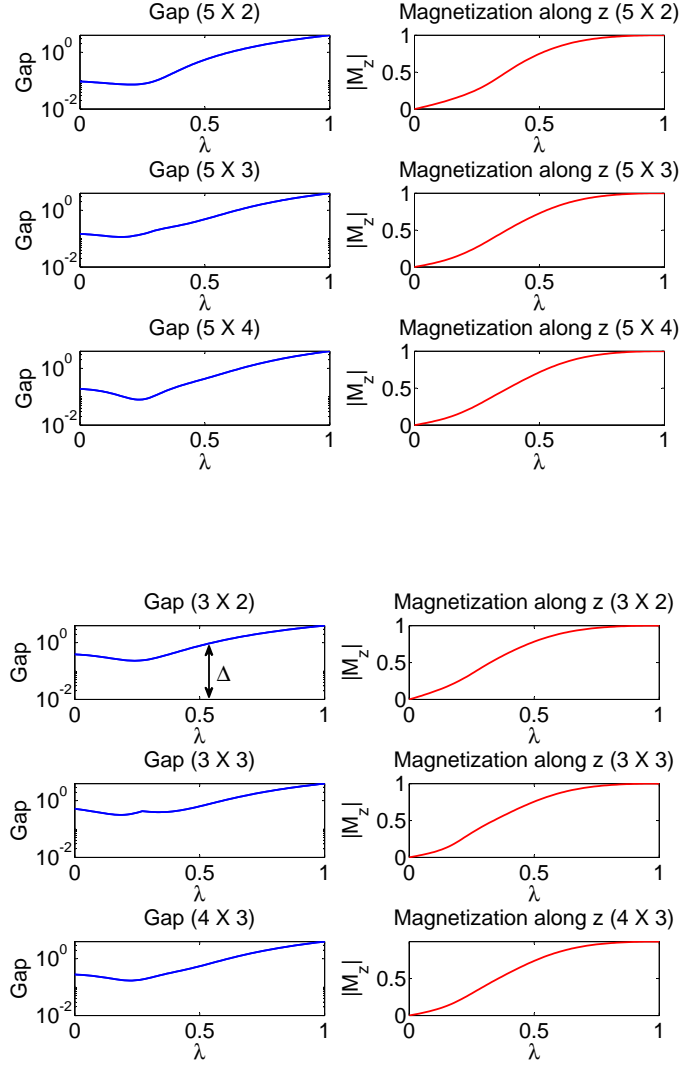 Gap (5 X 2)
Magnetization along z (5 X 2)
Gap
10^0
10^-2
0 0.5 1
λ
|M_z|
1
0.5
0
0 0.5 1
λ
Gap (5 X 3)
Magnetization along z (5 X 3)
Gap
10^0
10^-2
0 0.5 1
λ
|M_z|
1
0.5
0
0 0.5 1
λ
Gap (5 X 4)
Magnetization along z (5 X 4)
Gap
10^0
10^-2
0 0.5 1
λ
|M_z|
1
0.5
0
0 0.5 1
λ
Gap (3 X 2)
Magnetization along z (3 X 2)
Gap
10^0
10^-2
Δ
0 0.5 1
λ
|M_z|
1
0.5
0
0 0.5 1
λ
Gap (3 X 3)
Magnetization along z (3 X 3)
Gap
10^0
10^-2
0 0.5 1
λ
|M_z|
1
0.5
0
0 0.5 1
λ
Gap (4 X 3)
Magnetization along z (4 X 3)
Gap
10^0
10^-2
0 0.5 1
λ
|M_z|
0.5
0
0 0.5 1
λ